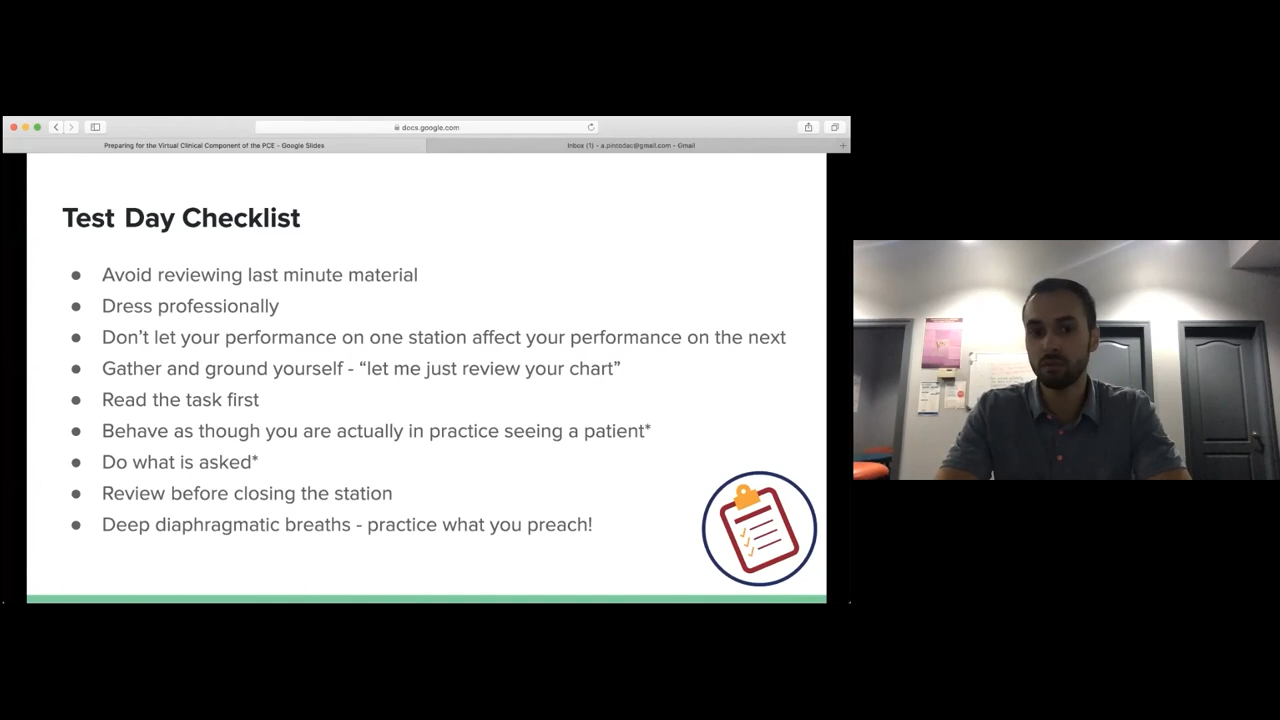 docs.google.com
Preparing for the Virtual Clinical Component of the PCE - Google Slides
Inbox (1) - a.pintodac@gmail.com - Gmail
Test Day Checklist
● Avoid reviewing last minute material
● Dress professionally
● Don’t let your performance on one station affect your performance on the next
● Gather and ground yourself - “let me just review your chart”
● Read the task first
● Behave as though you are actually in practice seeing a patient*
● Do what is asked*
● Review before closing the station
● Deep diaphragmatic breaths - practice what you preach!